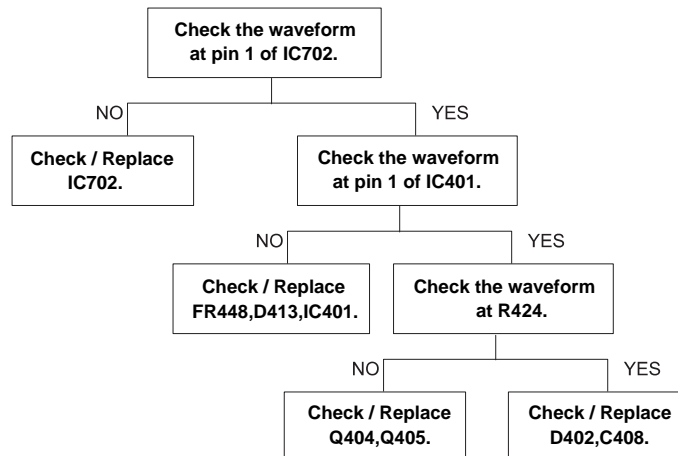 Check the waveform
at pin 1 of IC702.
NO
YES
Check / Replace
IC702.
Check the waveform
at pin 1 of IC401.
NO
YES
Check / Replace
FR448,D413,IC401.
Check the waveform
at R424.
NO
YES
Check / Replace
Q404,Q405.
Check / Replace
D402,C408.